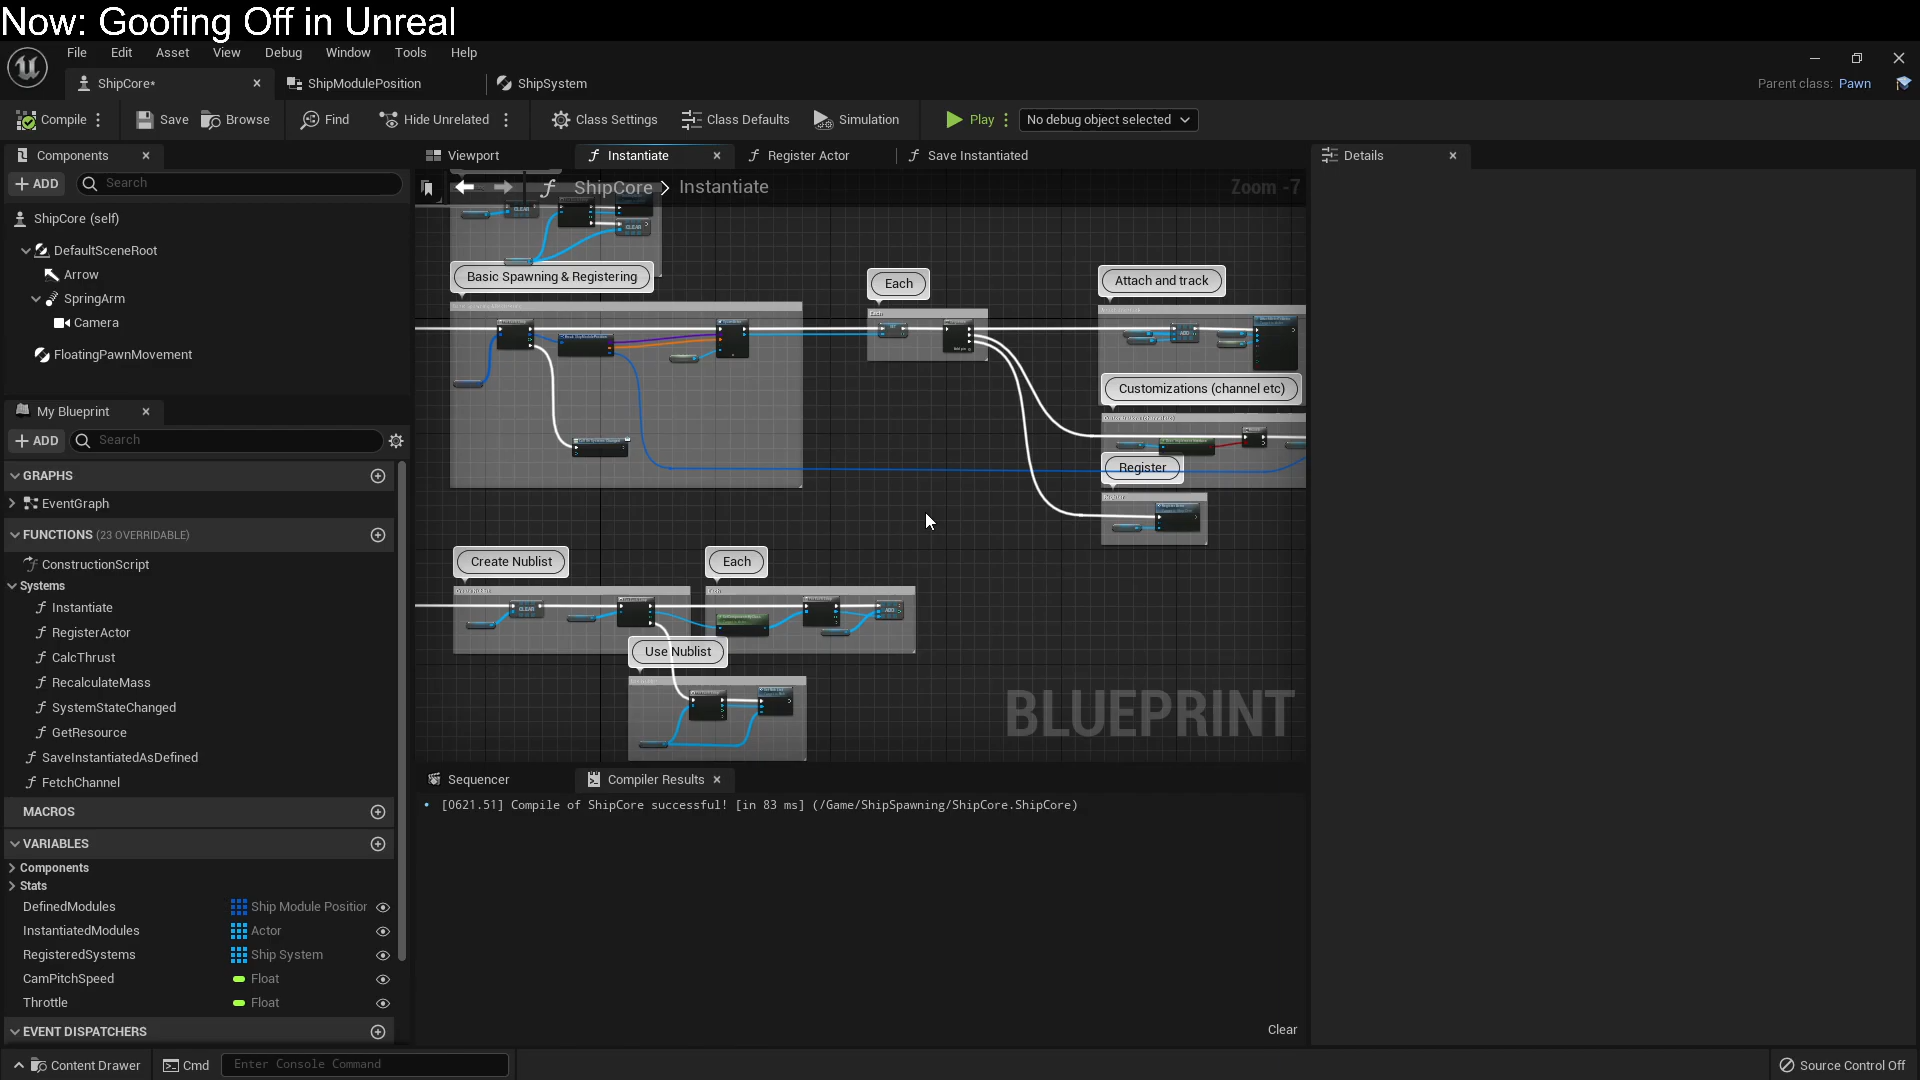 Now: Goofing Off in Unreal
File Edit Asset View Debug Window Tools Help
ShipCore* ShipModulePosition ShipSystem
Parent class: Pawn
Compile Save Browse Find Hide Unrelated Class Settings Class Defaults Simulation Play No debug object selected
Components
ADD Search
ShipCore (self)
DefaultSceneRoot
Arrow
SpringArm
Camera
FloatingPawnMovement
My Blueprint
ADD Search
GRAPHS
EventGraph
FUNCTIONS (23 OVERRIDABLE)
ConstructionScript
Systems
Instantiate
RegisterActor
CalcThrust
RecalculateMass
SystemStateChanged
GetResource
SaveInstantiatedAsDefined
FetchChannel
MACROS
VARIABLES
Components
Stats
DefinedModules Ship Module Position
InstantiatedModules Actor
RegisteredSystems Ship System
CamPitchSpeed Float
Throttle Float
EVENT DISPATCHERS
Viewport Instantiate Register Actor Save Instantiated
ShipCore > Instantiate
Zoom -7
CLEAR
CLEAR
Basic Spawning & Registering
Each
Each
Attach and track
ADD
Customizations (channel etc)
Register
Create Nublist
Each
CLEAR
ADD
Use Nublist
BLUEPRINT
Sequencer Compiler Results
[0621.51] Compile of ShipCore successful! [in 83 ms] (/Game/ShipSpawning/ShipCore.ShipCore)
Clear
Details
Content Drawer Cmd Enter Console Command
Source Control Off